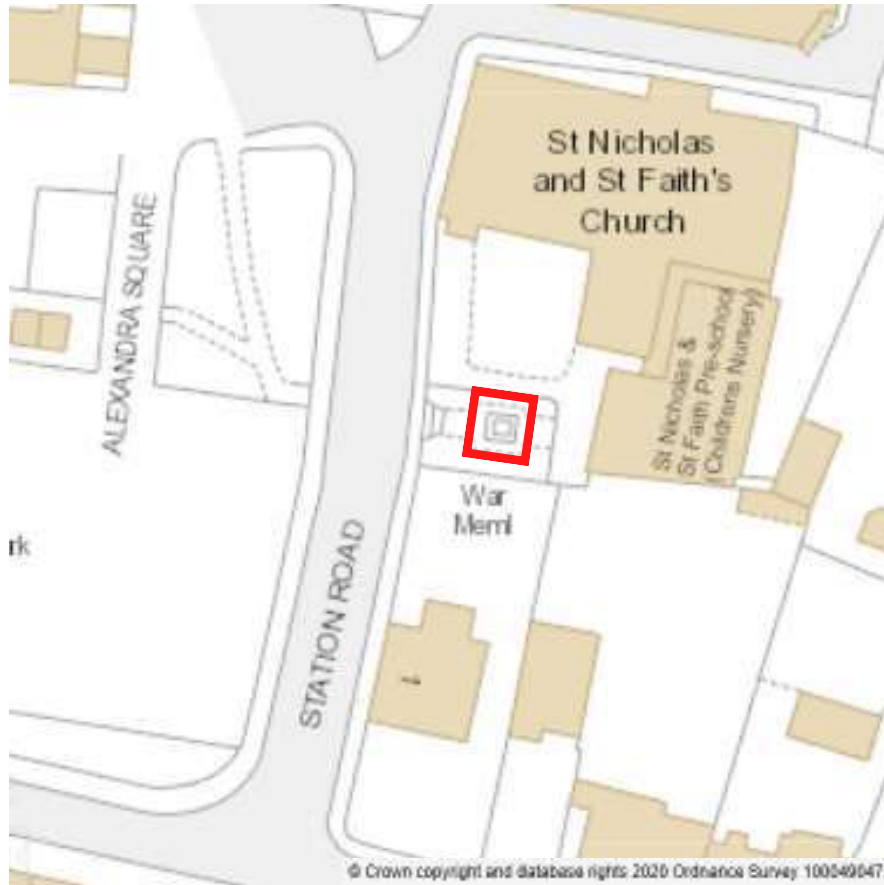 St Nicholas
and St Faith's
Church
ALEXANDRA SQUARE
St Nicholas &
St Faith Pre-school
(Childrens Nursery)
War
Meml
rk
STATION ROAD
1
© Crown copyright and database rights 2020 Ordnance Survey 100049047